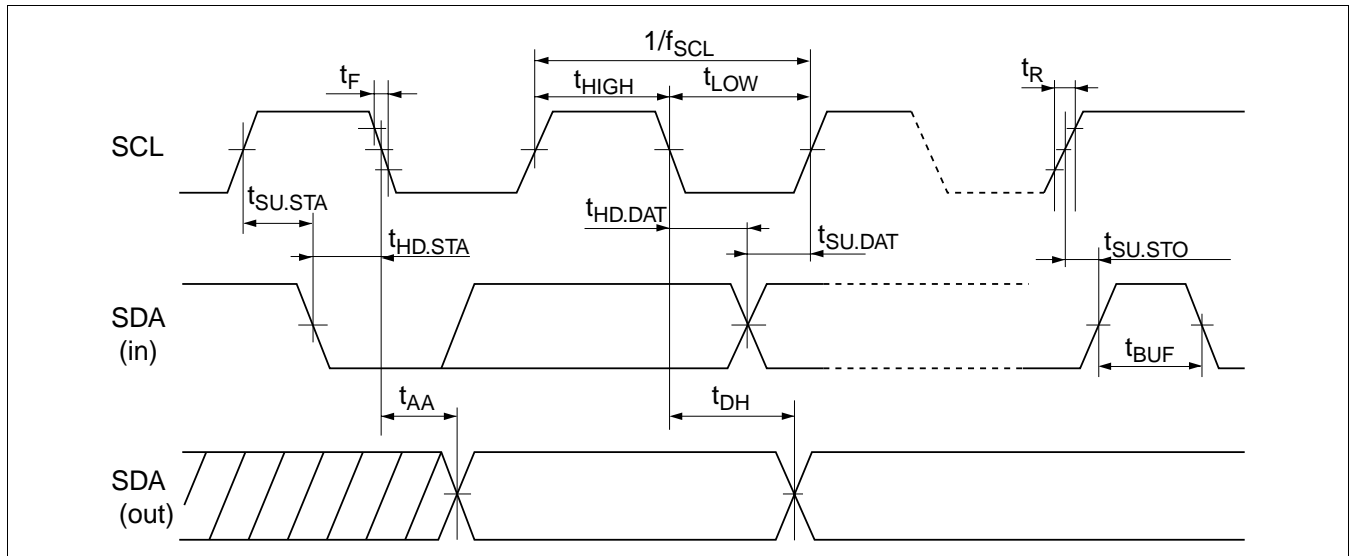 1/fSCL
tF
tHIGH
tLOW
tR
SCL
tSU.STA
tHD.STA
tHD.DAT
tSU.DAT
tSU.STO
SDA
(in)
tBUF
tAA
tDH
SDA
(out)